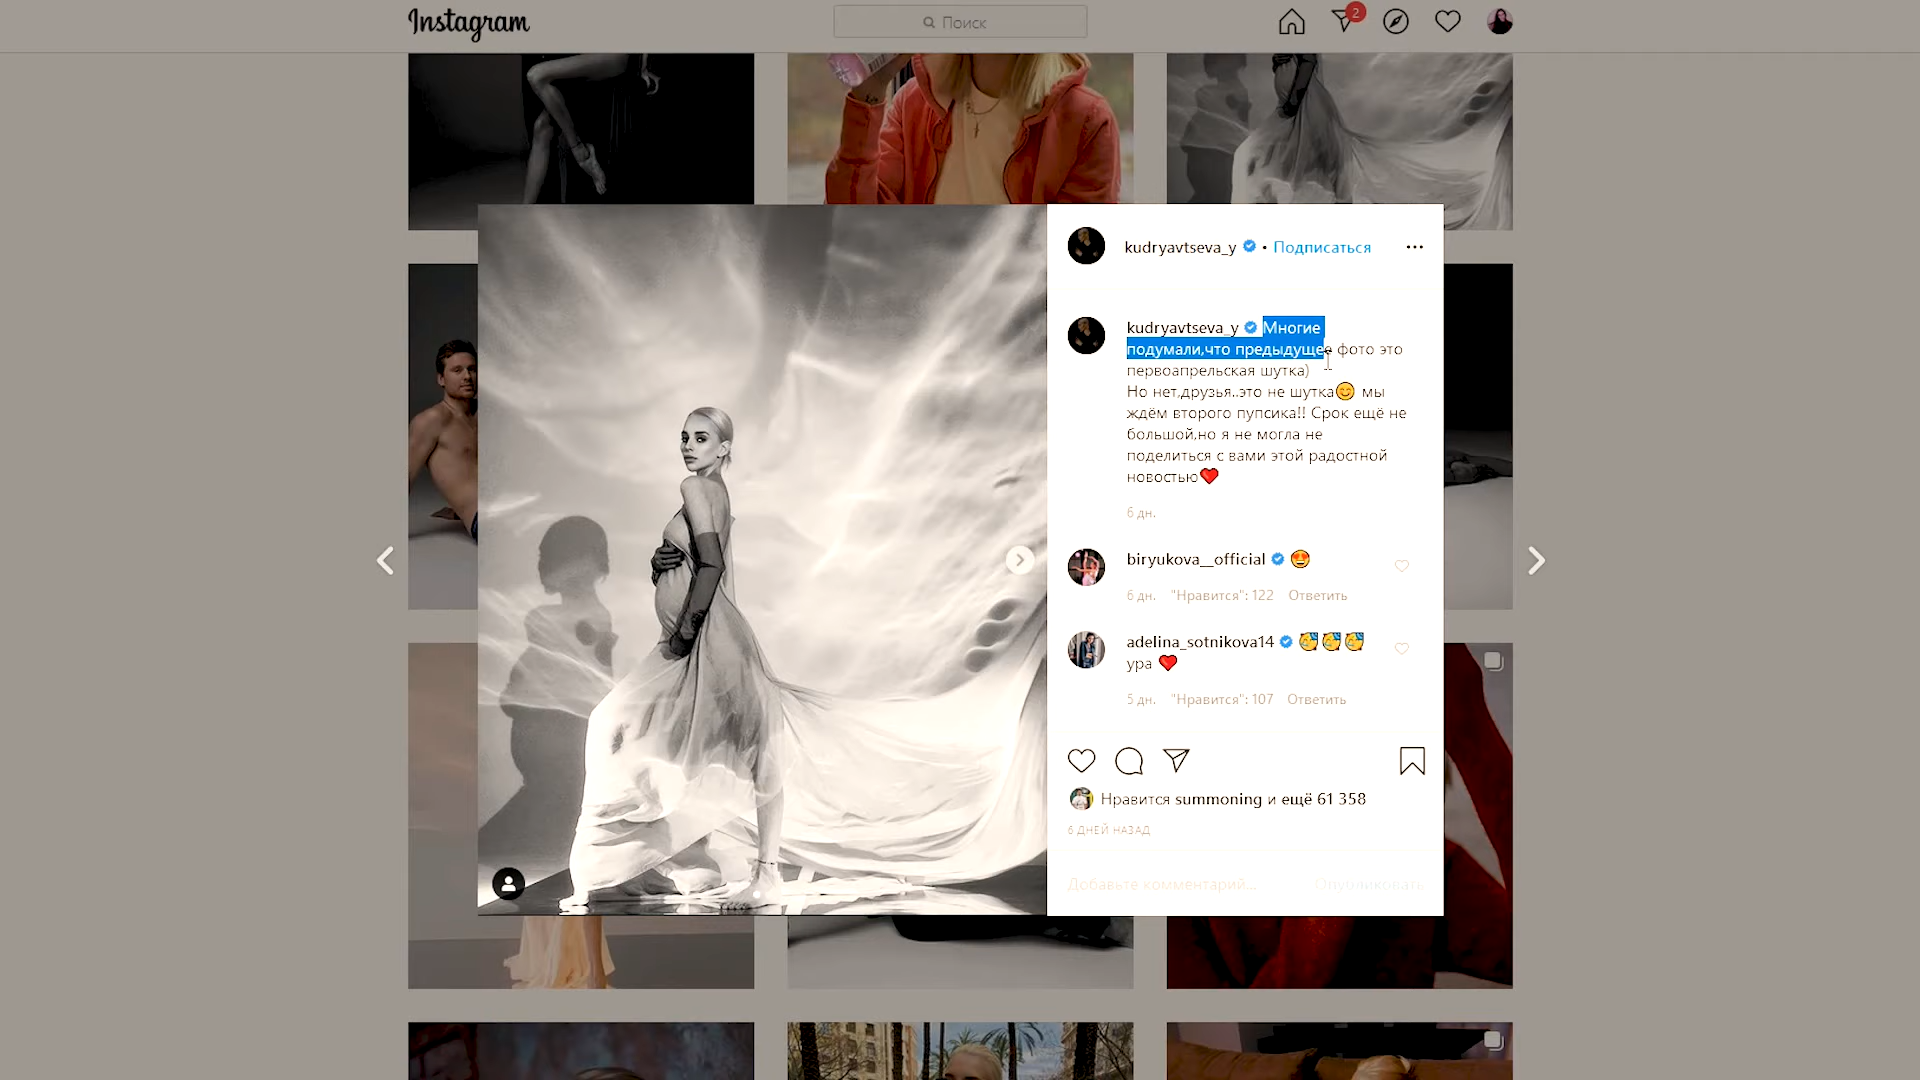 Instagram
Поиск
2
kudryavtseva_y • Подписаться
kudryavtseva_y Многие
подумали,что предыдущее фото это
первоапрельская шутка)
Но нет,друзья..это не шутка😊 мы
ждём второго пупсика!! Срок ещё не
большой,но я не могла не
поделиться с вами этой радостной
новостью❤️
6 дн.
biryukova__official 😍
6 дн. "Нравится": 122 Ответить
adelina_sotnikova14 🥳🥳🥳
ура ❤️
5 дн. "Нравится": 107 Ответить
Нравится summoning и ещё 61 358
6 ДНЕЙ НАЗАД
Добавьте комментарий... Опубликовать